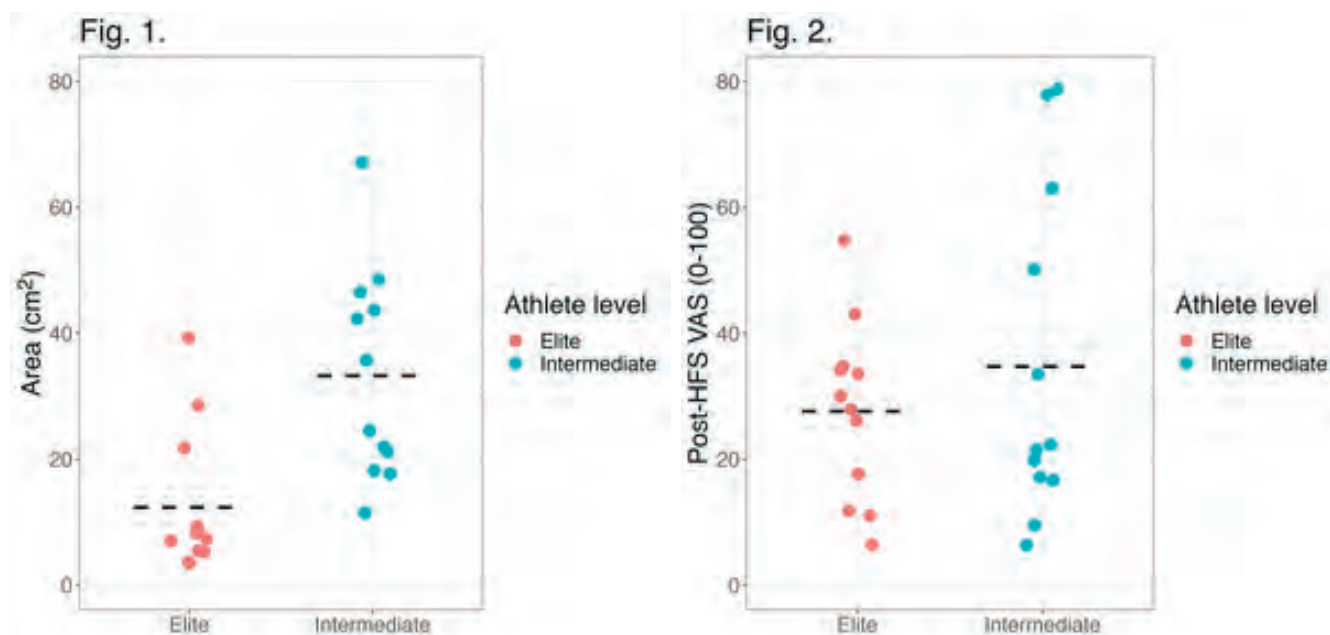 Fig. 1.
80
60
40
20
0
Area (cm²)
Elite
Intermediate
Athlete level
Elite
Intermediate
Fig. 2.
80
60
40
20
0
Post-HFS VAS (0-100)
Elite
Intermediate
Athlete level
Elite
Intermediate